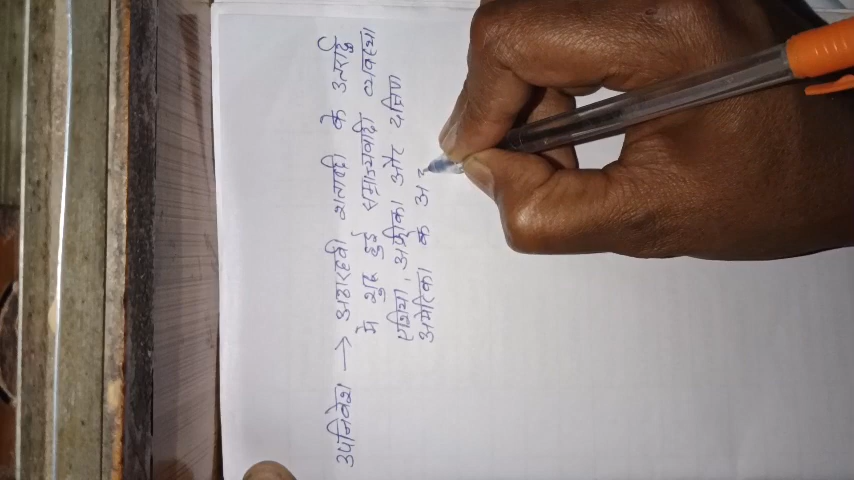 उपनिवेश → अठारहवी शताब्दी के उत्तरार्द्ध
में शुरू हुई साम्राज्यवादी व्यवस्था
एशिया, अफ्रीका और दक्षिण
अमेरिका के अ